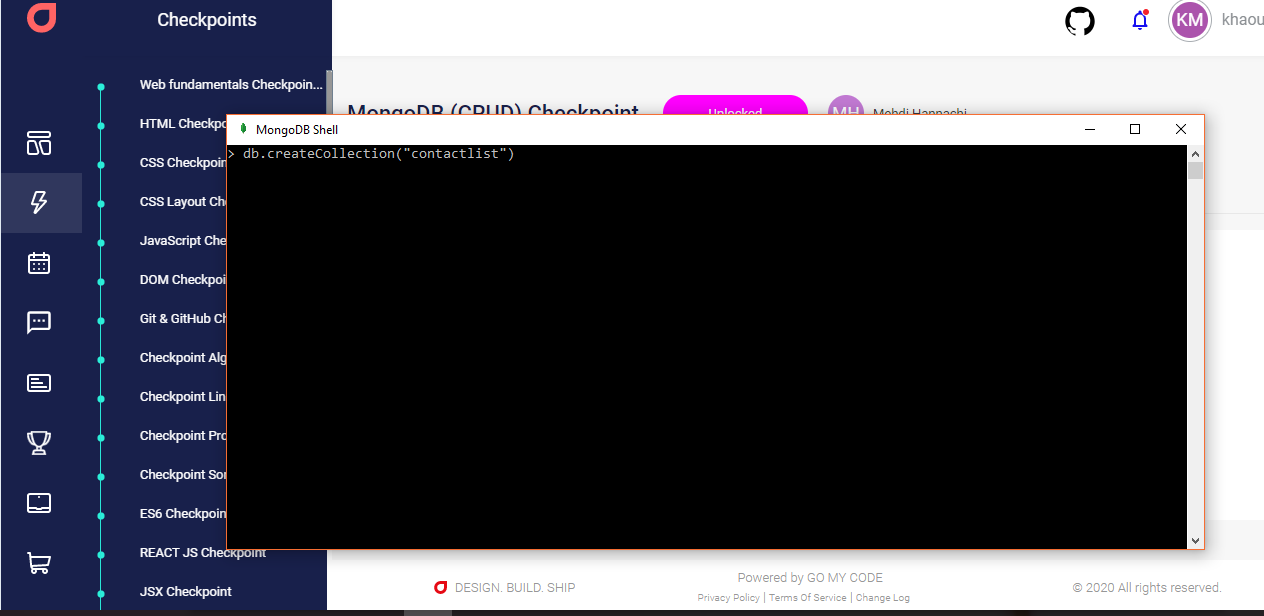 Checkpoints
KM
khaou
Web fundamentals Checkpoin...
MongoDB (CRUD) Checkpoint
Unlocked
MH
Mehdi Hannachi
HTML Checkpo
MongoDB Shell
> db.createCollection("contactlist")
CSS Checkpoin
CSS Layout Che
JavaScript Che
DOM Checkpoi
Git & GitHub Ch
Checkpoint Alg
Checkpoint Lin
Checkpoint Pro
Checkpoint Sor
ES6 Checkpoin
REACT JS Checkpoint
JSX Checkpoint
DESIGN. BUILD. SHIP
Powered by GO MY CODE
Privacy Policy | Terms Of Service | Change Log
© 2020 All rights reserved.